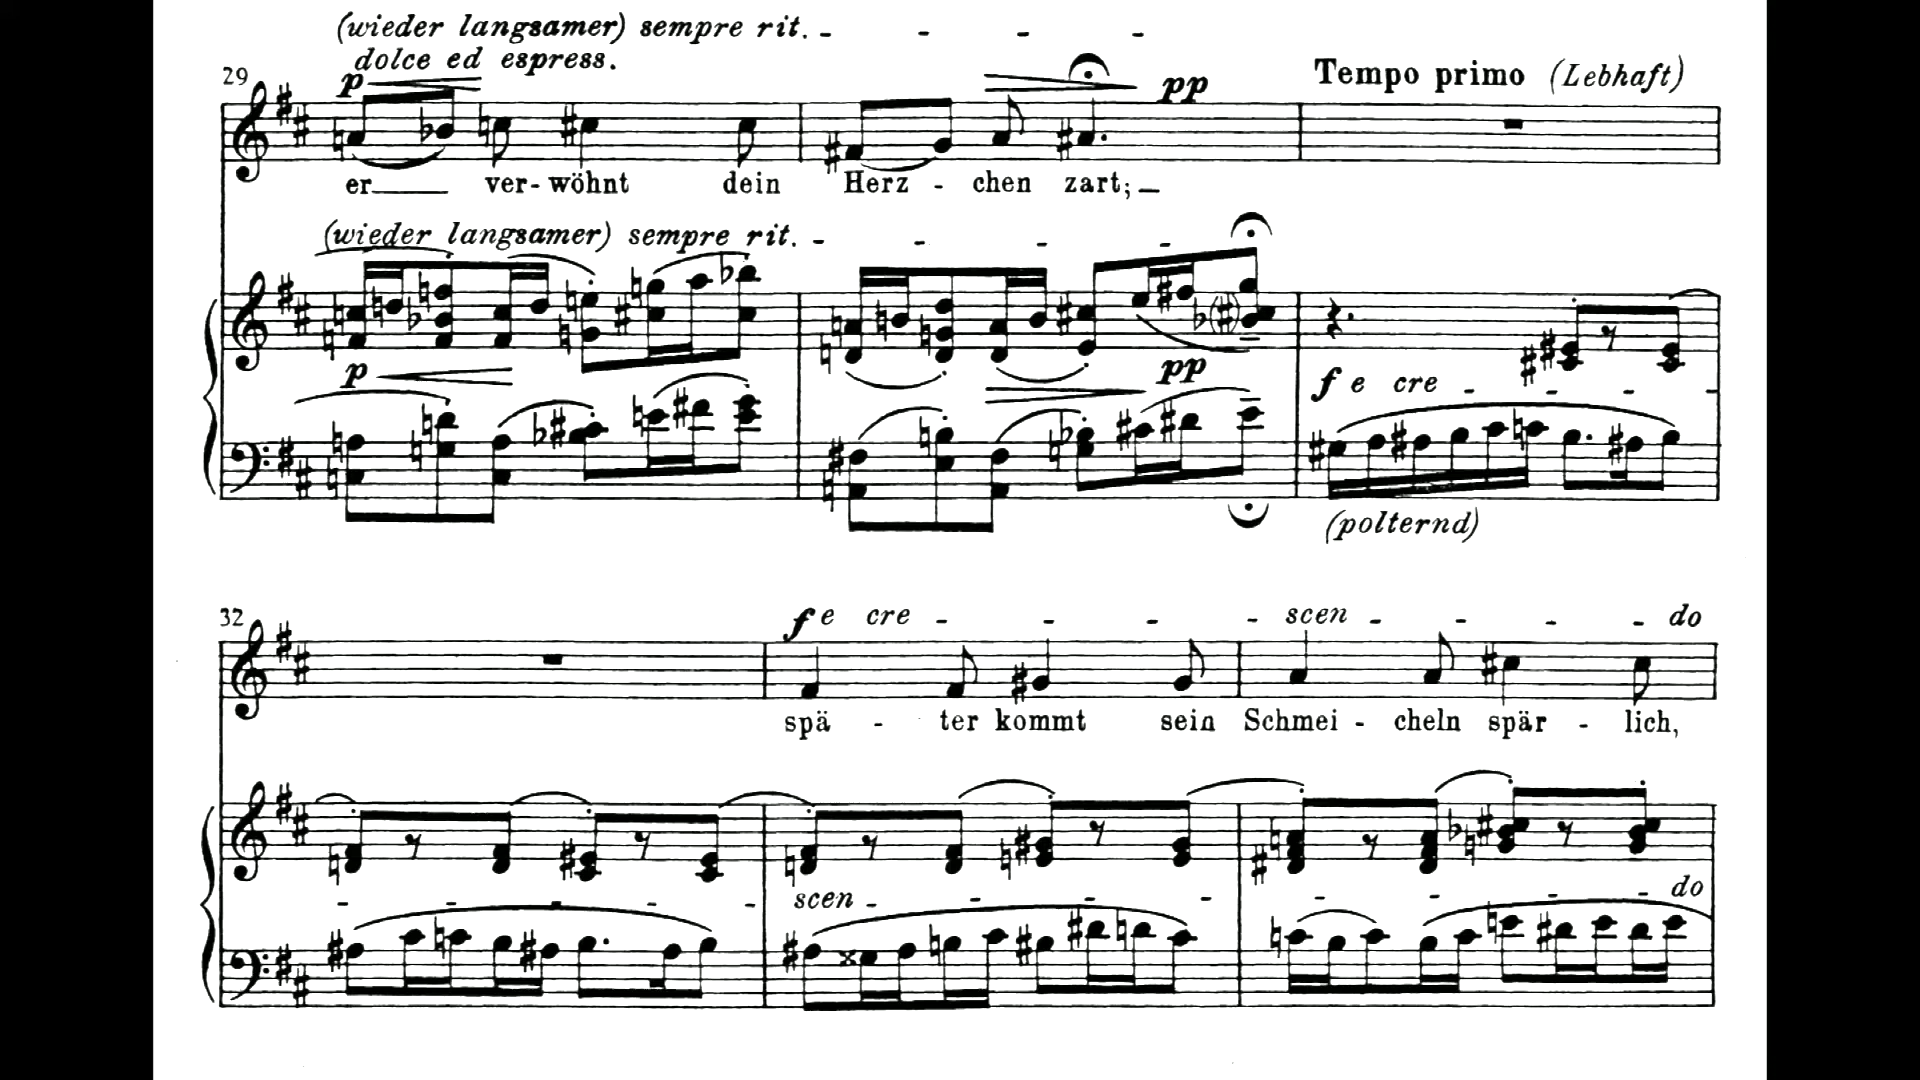 (wieder langsamer) sempre rit. - - - -
dolce ed espress.
29 p Tempo primo (Lebhaft)
pp
er ver-wöhnt dein Herz - chen zart;
(wieder langsamer) sempre rit. - - - -
p pp f e cre - - - -
(polternd)
32 f e cre - - - - scen - - - - do
spä - ter kommt sein Schmei - cheln spär - lich,
- - - - - scen - - - - - - - - do